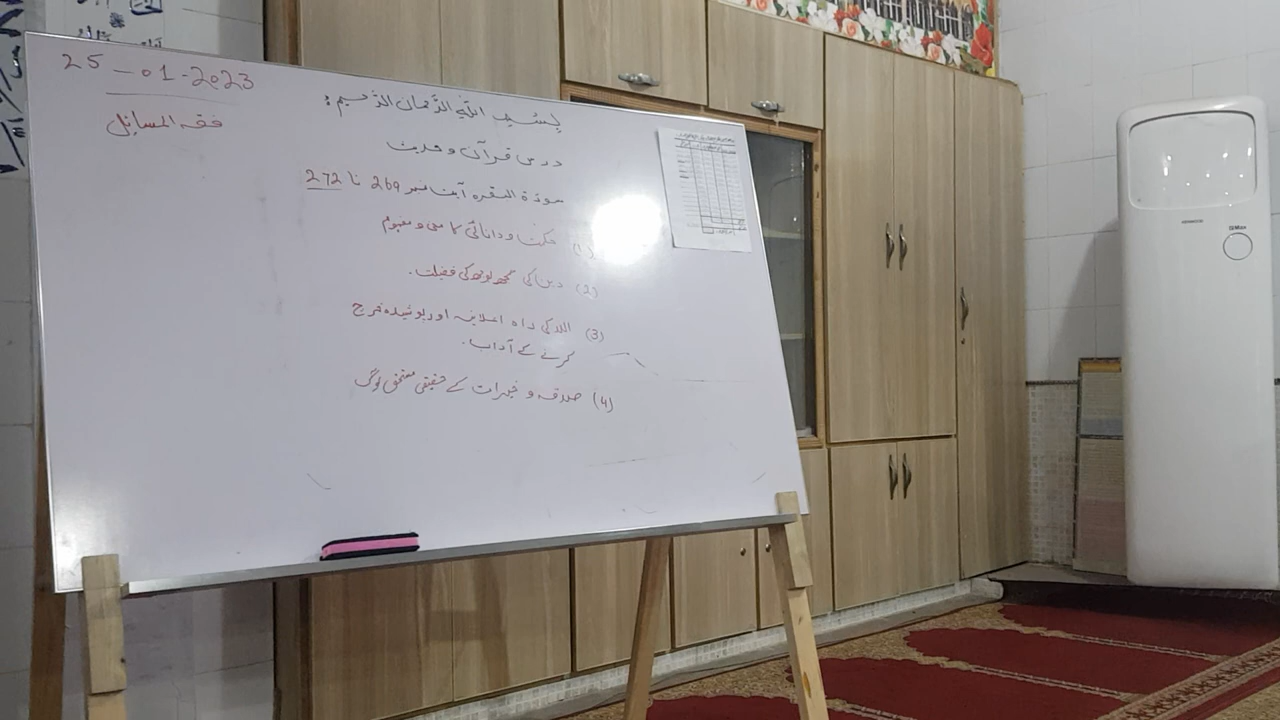 25-01-2023
فقہ المسائل
بسم اللہ الرحمان الرحیم:
درس قرآن و حدیث
سورۃ البقرہ آیت نمبر 269 تا 272
(1) حکمت و دانائی کا معنی و مفہوم
(2) دین کی سمجھ بوجھ کی فضیلت.
(3) اللہ کی راہ اعلانیہ اور پوشیدہ خرچ
کرنے کے آداب.
(4) صدقہ و خیرات کے حقیقی مستحق لوگ
KENWOOD